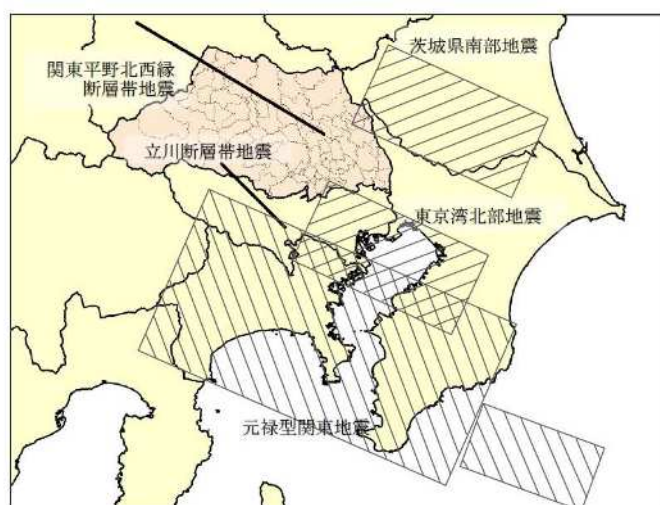 茨城県南部地震
関東平野北西縁
断層帯地震
立川断層帯地震
東京湾北部地震
元禄型関東地震